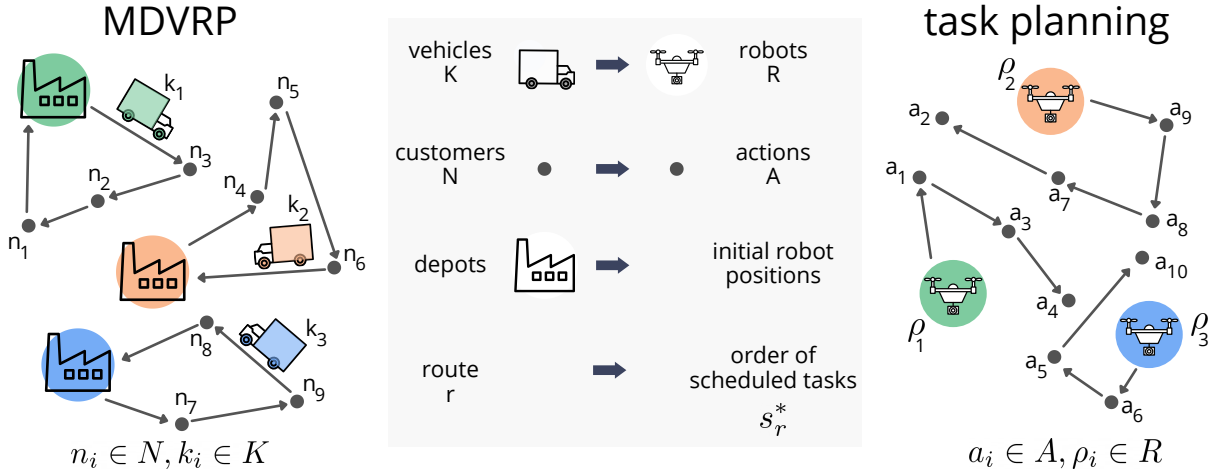 MDVRP
k₁
n₃
n₂
n₁
n₅
n₄
k₂
n₆
n₈
k₃
n₇
n₉
nᵢ ∈ N, kᵢ ∈ K
vehicles
K
robots
R
customers
N
actions
A
depots
initial robot
positions
route
r
order of
scheduled tasks
sᵣ*
task planning
ρ₂
a₂
a₉
a₁
a₇
a₃
a₈
a₁₀
a₄
ρ₁
ρ₃
a₅
a₆
aᵢ ∈ A, ρᵢ ∈ R